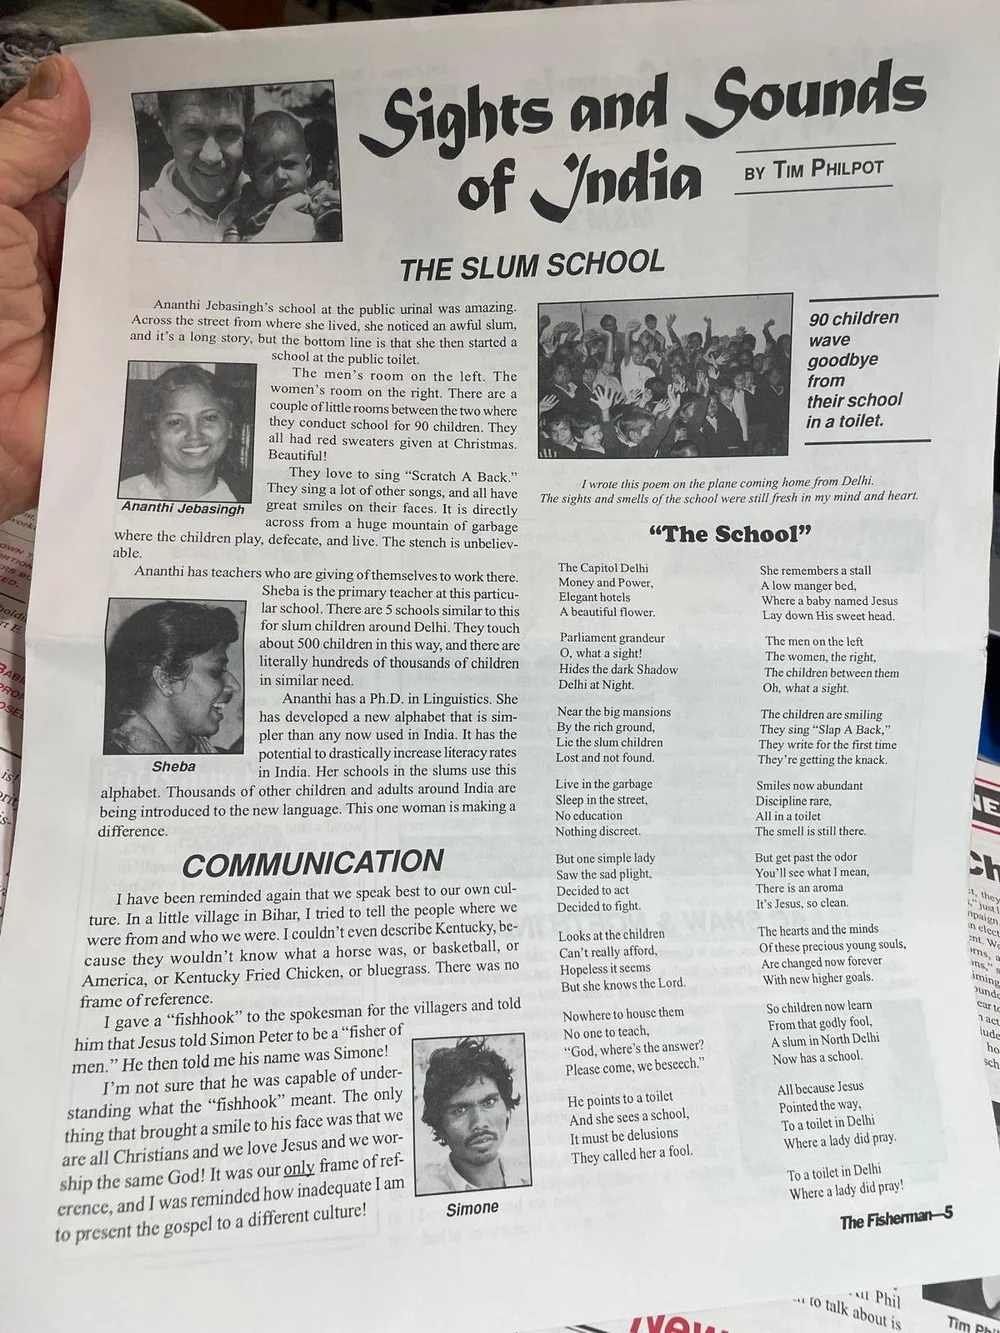 Sights and Sounds
of India
BY TIM PHILPOT
THE SLUM SCHOOL
Ananthi Jebasingh's school at the public urinal was amazing.
Across the street from where she lived, she noticed an awful slum,
and it's a long story, but the bottom line is that she then started a
school at the public toilet.
The men's room on the left. The
women's room on the right. There are a
couple of little rooms between the two where
they conduct school for 90 children. They
all had red sweaters given at Christmas.
Beautiful!
They love to sing “Scratch A Back.”
They sing a lot of other songs, and all have
great smiles on their faces. It is directly
across from a huge mountain of garbage
where the children play, defecate, and live. The stench is unbeliev-
able.
Ananthi Jebasingh
Ananthi has teachers who are giving of themselves to work there.
Sheba is the primary teacher at this particu-
lar school. There are 5 schools similar to this
for slum children around Delhi. They touch
about 500 children in this way, and there are
literally hundreds of thousands of children
in similar need.
Ananthi has a Ph.D. in Linguistics. She
has developed a new alphabet that is sim-
pler than any now used in India. It has the
potential to drastically increase literacy rates
in India. Her schools in the slums use this
alphabet. Thousands of other children and adults around India are
being introduced to the new language. This one woman is making a
difference.
Sheba
COMMUNICATION
I have been reminded again that we speak best to our own cul-
ture. In a little village in Bihar, I tried to tell the people where we
were from and who we were. I couldn't even describe Kentucky, be-
cause they wouldn't know what a horse was, or basketball, or
America, or Kentucky Fried Chicken, or bluegrass. There was no
frame of reference.
I gave a “fishhook” to the spokesman for the villagers and told
him that Jesus told Simon Peter to be a “fisher of
men.” He then told me his name was Simone!
I'm not sure that he was capable of under-
standing what the “fishhook” meant. The only
thing that brought a smile to his face was that we
are all Christians and we love Jesus and we wor-
ship the same God! It was our only frame of ref-
erence, and I was reminded how inadequate I am
to present the gospel to a different culture!
Simone
90 children
wave
goodbye
from
their school
in a toilet.
I wrote this poem on the plane coming home from Delhi.
The sights and smells of the school were still fresh in my mind and heart.
“The School”
The Capitol Delhi
Money and Power,
Elegant hotels
A beautiful flower.
Parliament grandeur
O, what a sight!
Hides the dark Shadow
Delhi at Night.
Near the big mansions
By the rich ground,
Lie the slum children
Lost and not found.
Live in the garbage
Sleep in the street,
No education
Nothing discreet.
But one simple lady
Saw the sad plight,
Decided to act
Decided to fight.
Looks at the children
Can't really afford,
Hopeless it seems
But she knows the Lord.
Nowhere to house them
No one to teach,
“God, where's the answer?
Please come, we beseech.”
He points to a toilet
And she sees a school,
It must be delusions
They called her a fool.
She remembers a stall
A low manger bed,
Where a baby named Jesus
Lay down His sweet head.
The men on the left
The women, the right,
The children between them
Oh, what a sight.
The children are smiling
They sing “Slap A Back,”
They write for the first time
They're getting the knack.
Smiles now abundant
Discipline rare,
All in a toilet
The smell is still there.
But get past the odor
You'll see what I mean,
There is an aroma
It's Jesus, so clean.
The hearts and the minds
Of these precious young souls,
Are changed now forever
With new higher goals.
So children now learn
From that godly fool,
A slum in North Delhi
Now has a school.
All because Jesus
Pointed the way,
To a toilet in Delhi
Where a lady did pray.
To a toilet in Delhi
Where a lady did pray!
The Fisherman—5
Phil
to talk about is